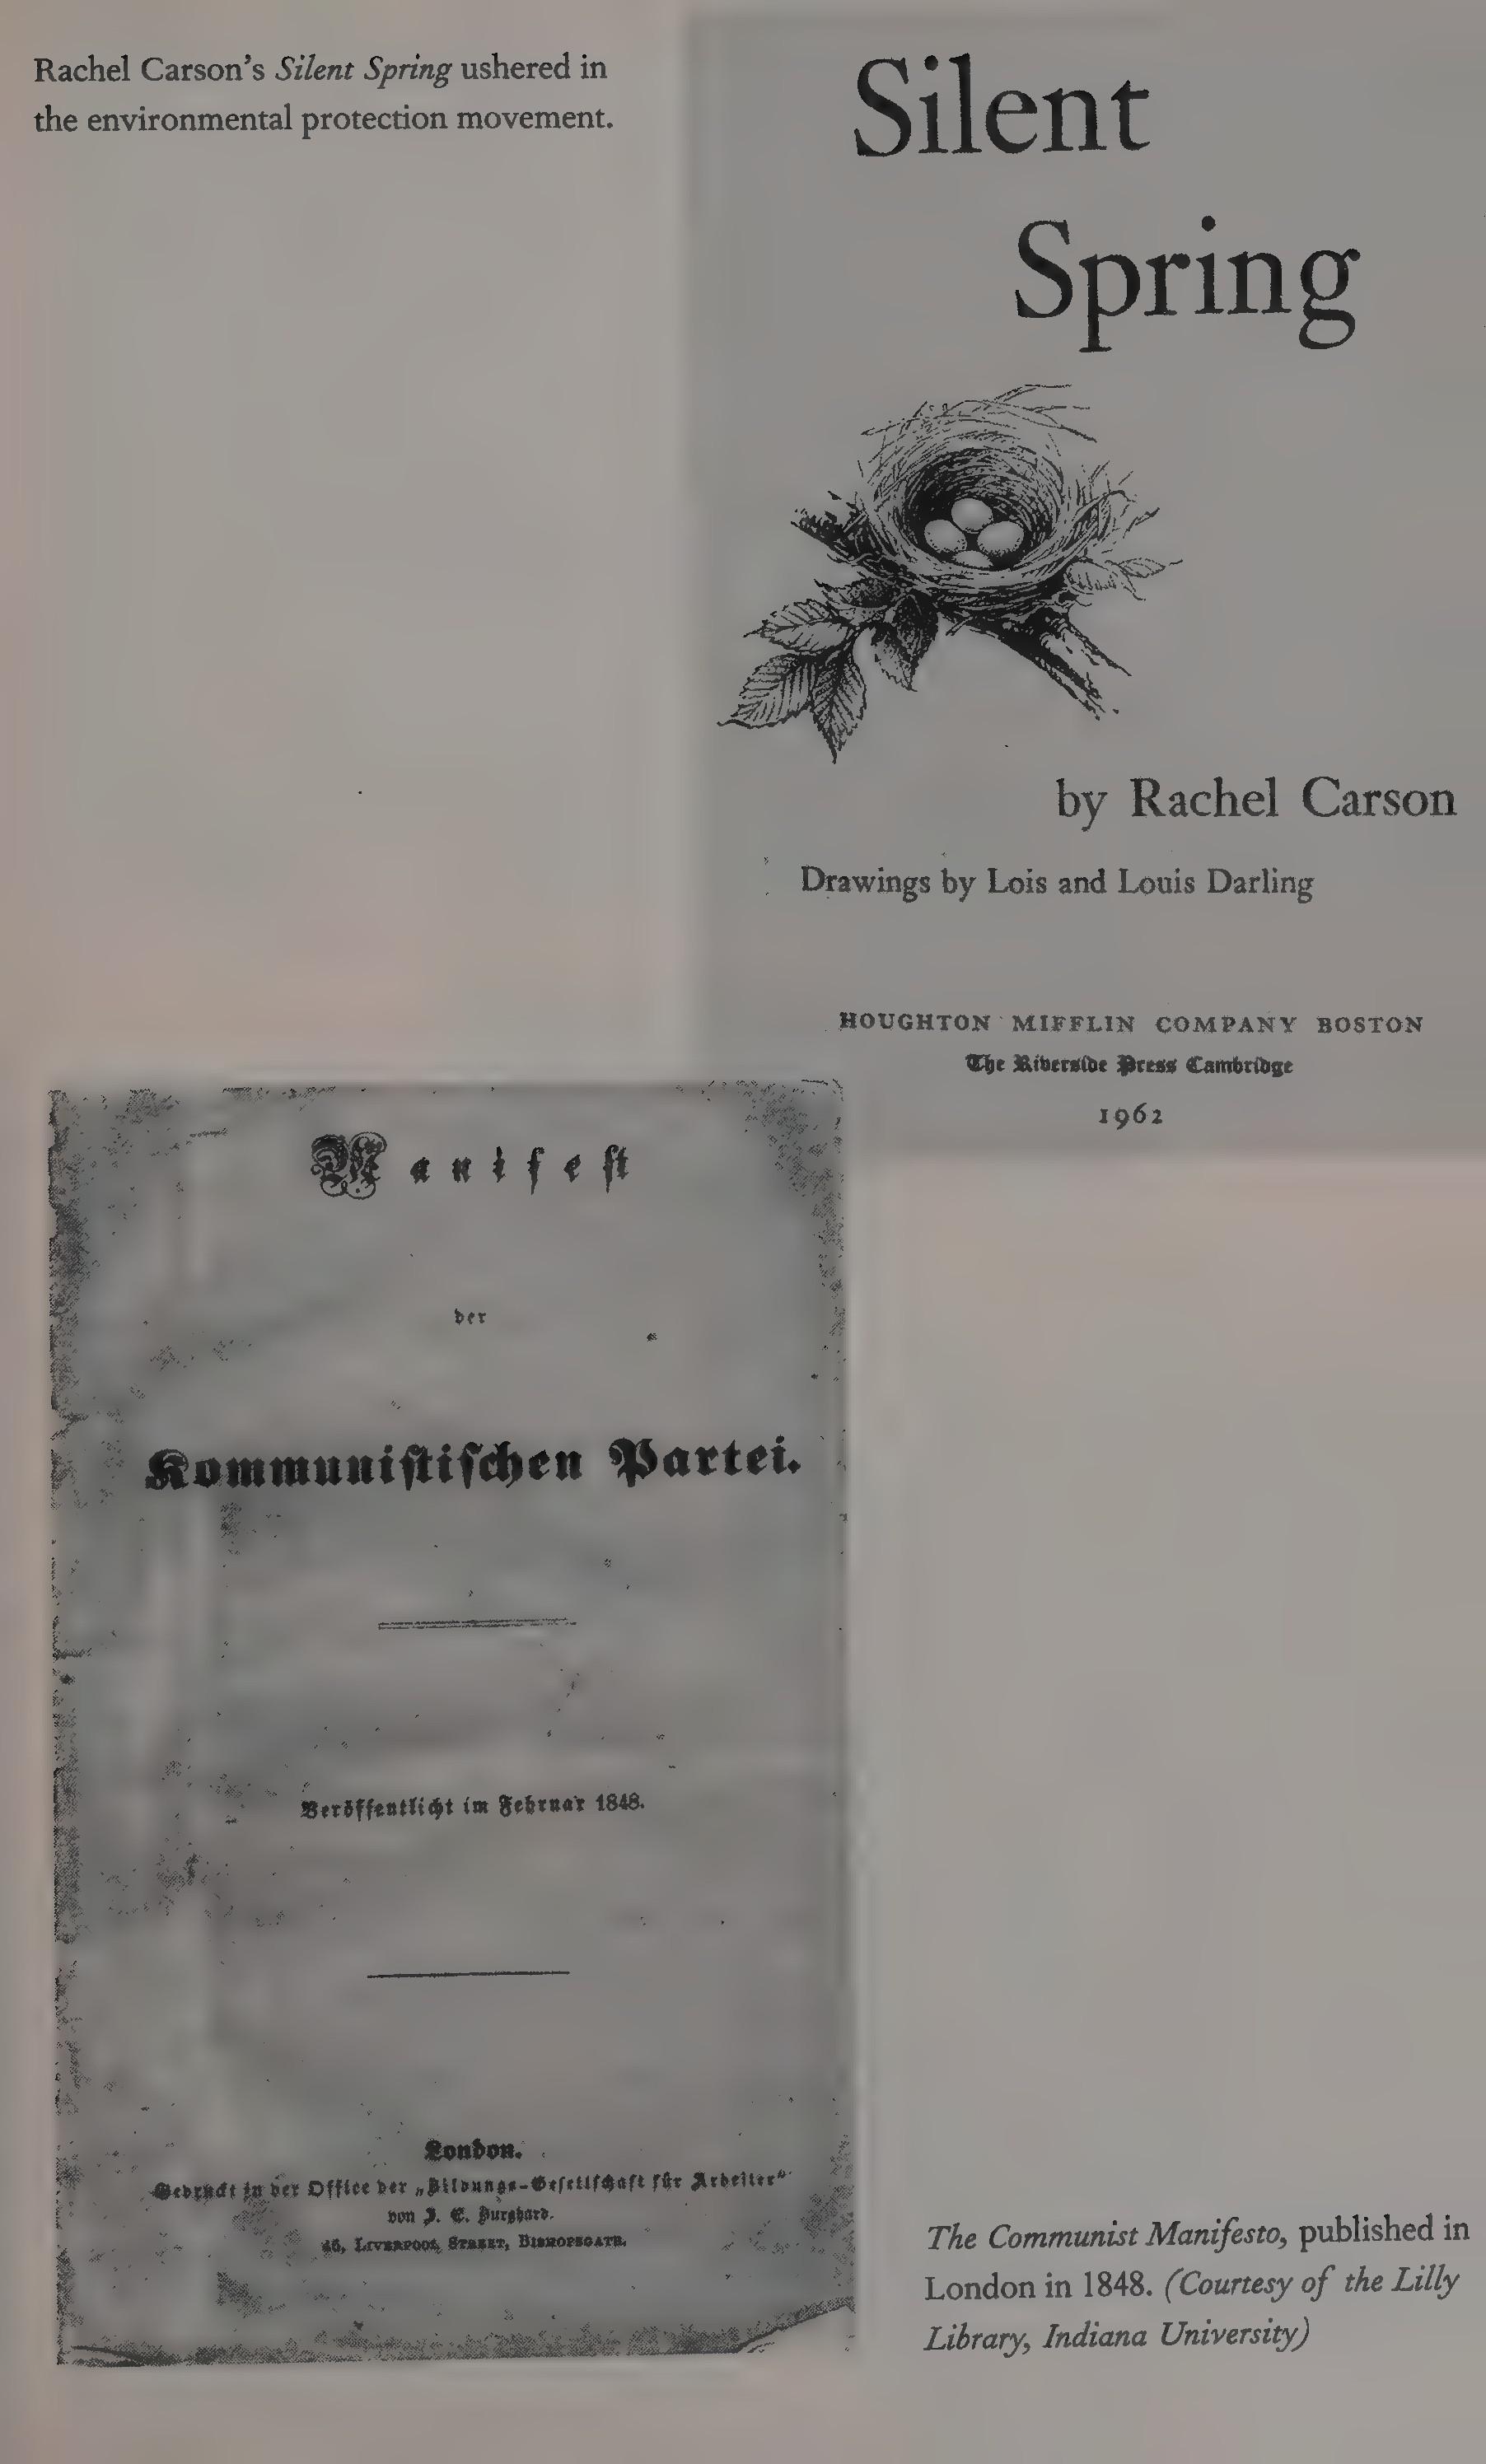 Rachel Carson's Silent Spring ushered in
the environmental protection movement.
Silent
Spring
by Rachel Carson
Drawings by Lois and Louis Darling
HOUGHTON MIFFLIN COMPANY BOSTON
The Riverside Press Cambridge
1962
Manifest
der
Kommunistischen Partei.
Veröffentlicht im Februar 1848.
London.
Gedruckt in der Office der „Bildungs-Gesellschaft für Arbeiter“
von J. E. Burghard.
46, LIVERPOOL STREET, BISHOPSGATE.
The Communist Manifesto, published in
London in 1848. (Courtesy of the Lilly
Library, Indiana University)